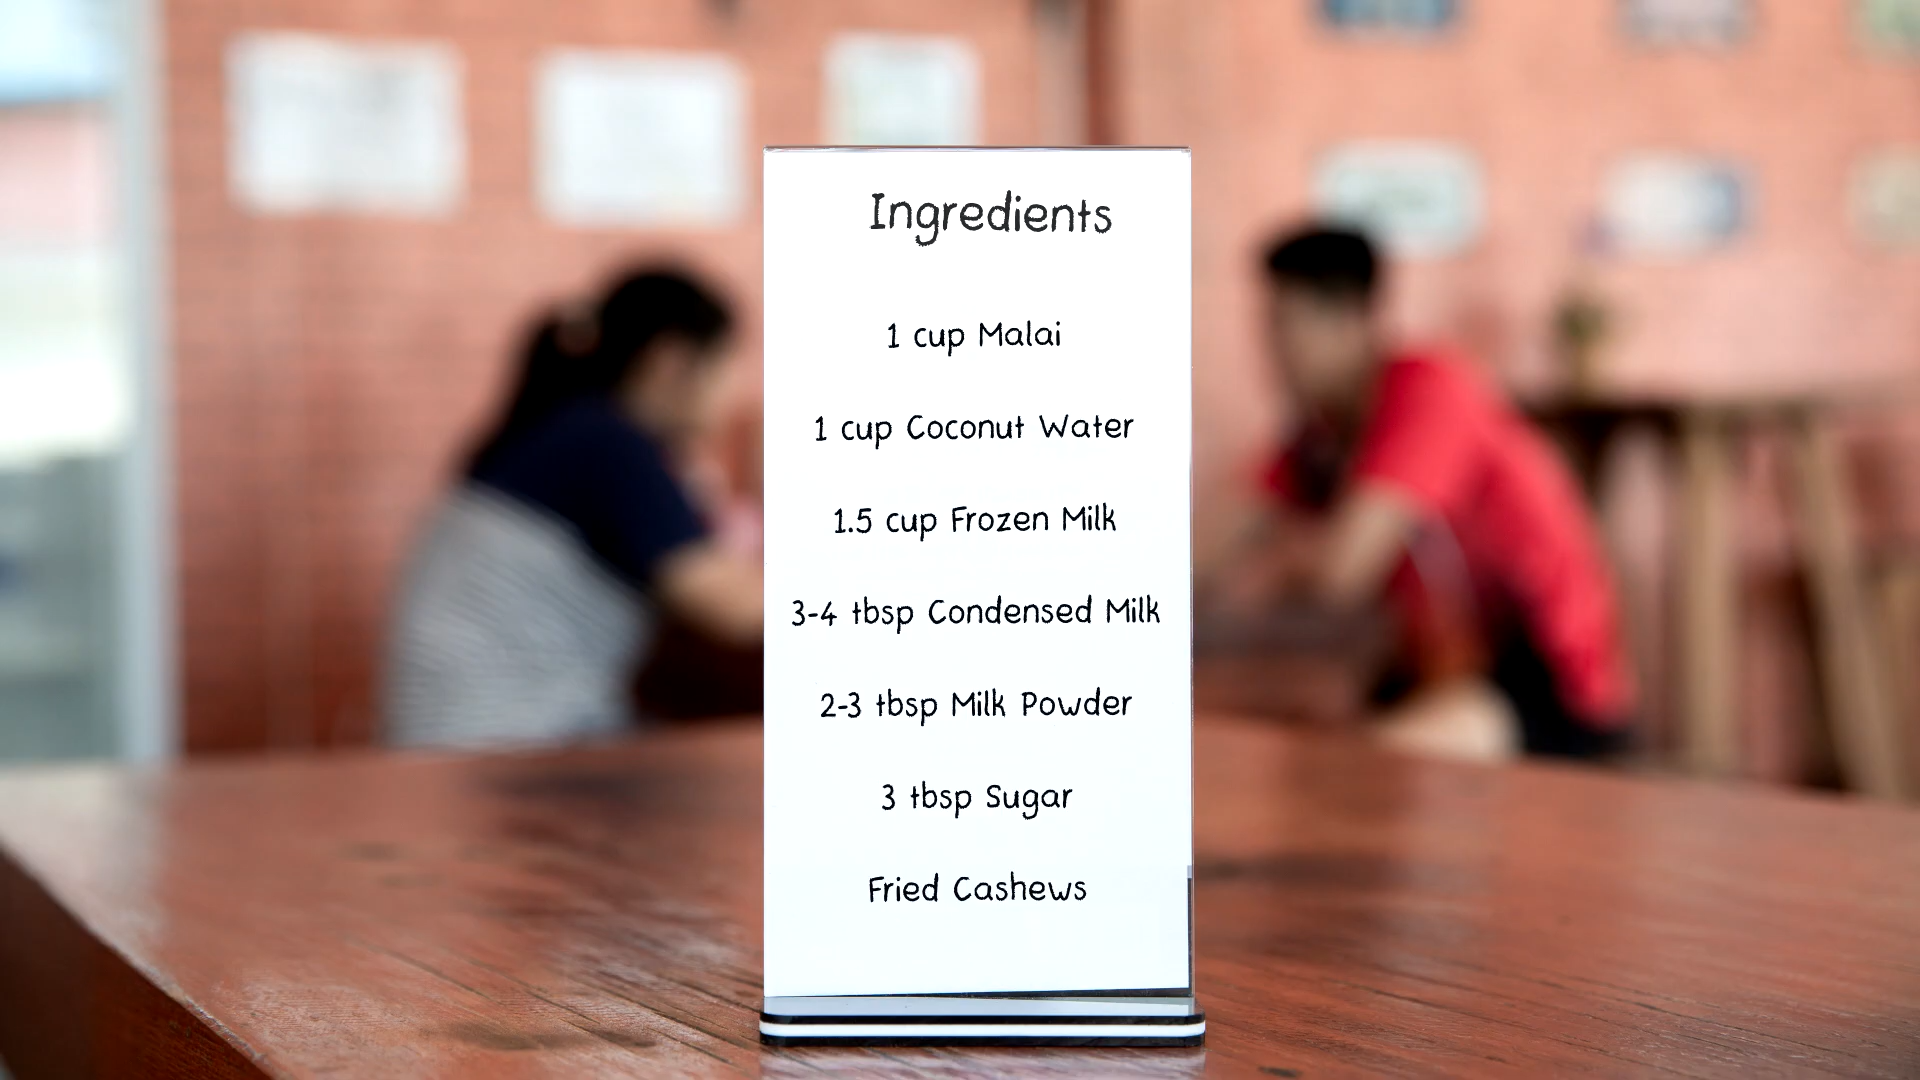 Ingredients
1 cup Malai
1 cup Coconut Water
1.5 cup Frozen Milk
3-4 tbsp Condensed Milk
2-3 tbsp Milk Powder
3 tbsp Sugar
Fried Cashews